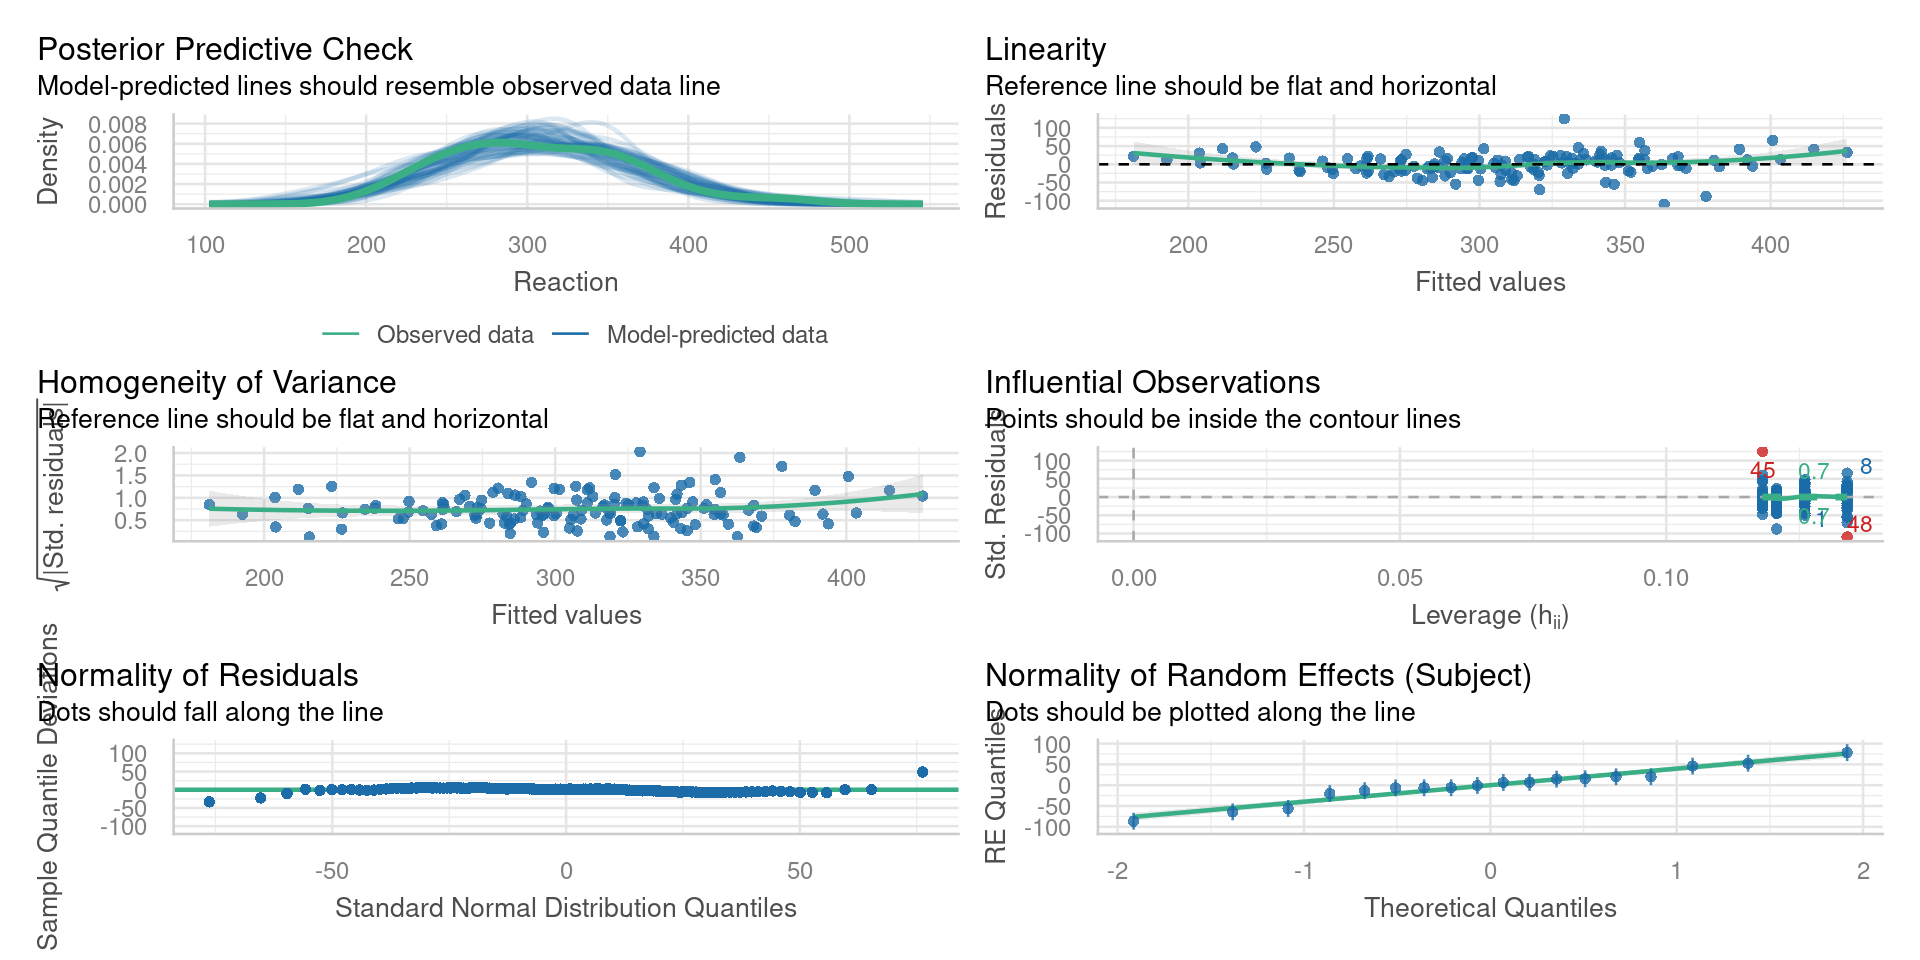 Posterior Predictive Check
Model-predicted lines should resemble observed data line
Density
0.008
0.006
0.004
0.002
0.000
100 200 300 400 500
Reaction
Observed data Model-predicted data
Linearity
Reference line should be flat and horizontal
Residuals
100
50
0
-50
-100
200 250 300 350 400
Fitted values
Homogeneity of Variance
Reference line should be flat and horizontal
√|Std. residuals|
2.0
1.5
1.0
0.5
200 250 300 350 400
Fitted values
Influential Observations
Points should be inside the contour lines
Std. Residuals
100
50
0
-50
-100
45 0.7 8
0.7 48
0.00 0.05 0.10
Leverage (hii)
Normality of Residuals
Dots should fall along the line
Sample Quantile Deviations
100
50
0
-50
-100
-50 0 50
Standard Normal Distribution Quantiles
Normality of Random Effects (Subject)
Dots should be plotted along the line
RE Quantiles
100
50
0
-50
-100
-2 -1 0 1 2
Theoretical Quantiles